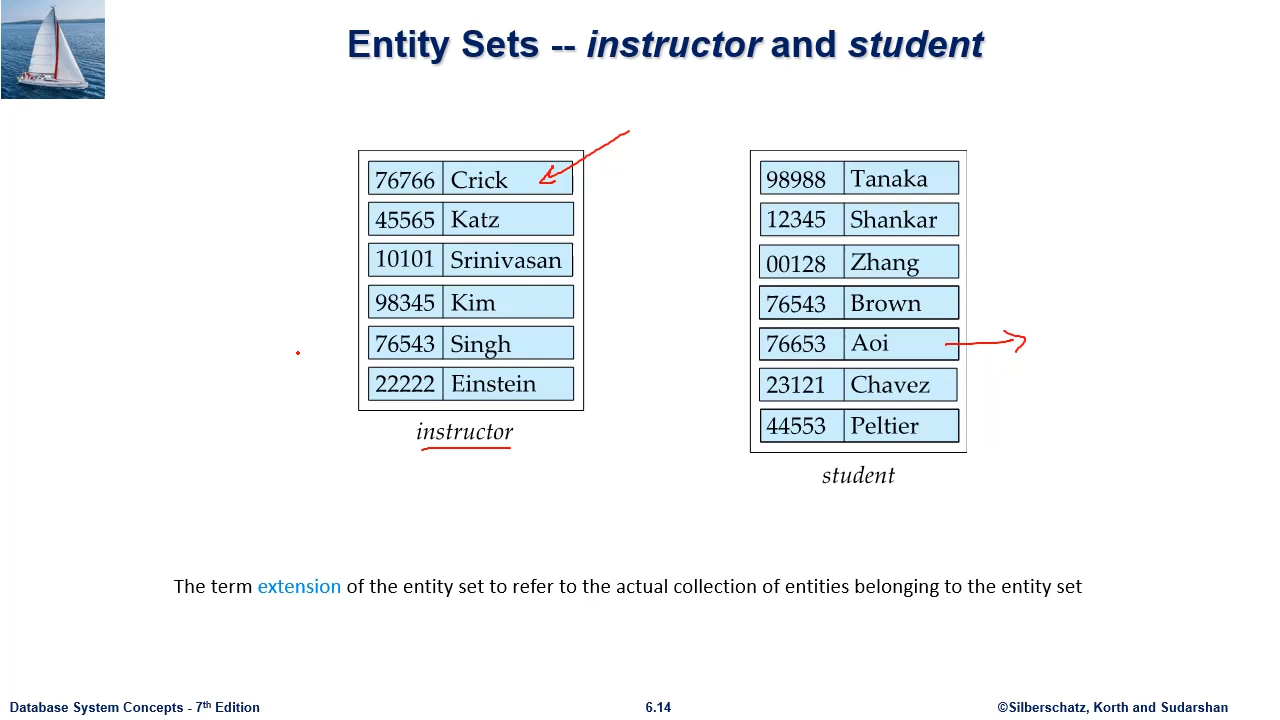 Entity Sets -- instructor and student
76766 Crick
45565 Katz
10101 Srinivasan
98345 Kim
76543 Singh
22222 Einstein
instructor
98988 Tanaka
12345 Shankar
00128 Zhang
76543 Brown
76653 Aoi
23121 Chavez
44553 Peltier
student
The term extension of the entity set to refer to the actual collection of entities belonging to the entity set
Database System Concepts - 7th Edition
6.14
©Silberschatz, Korth and Sudarshan